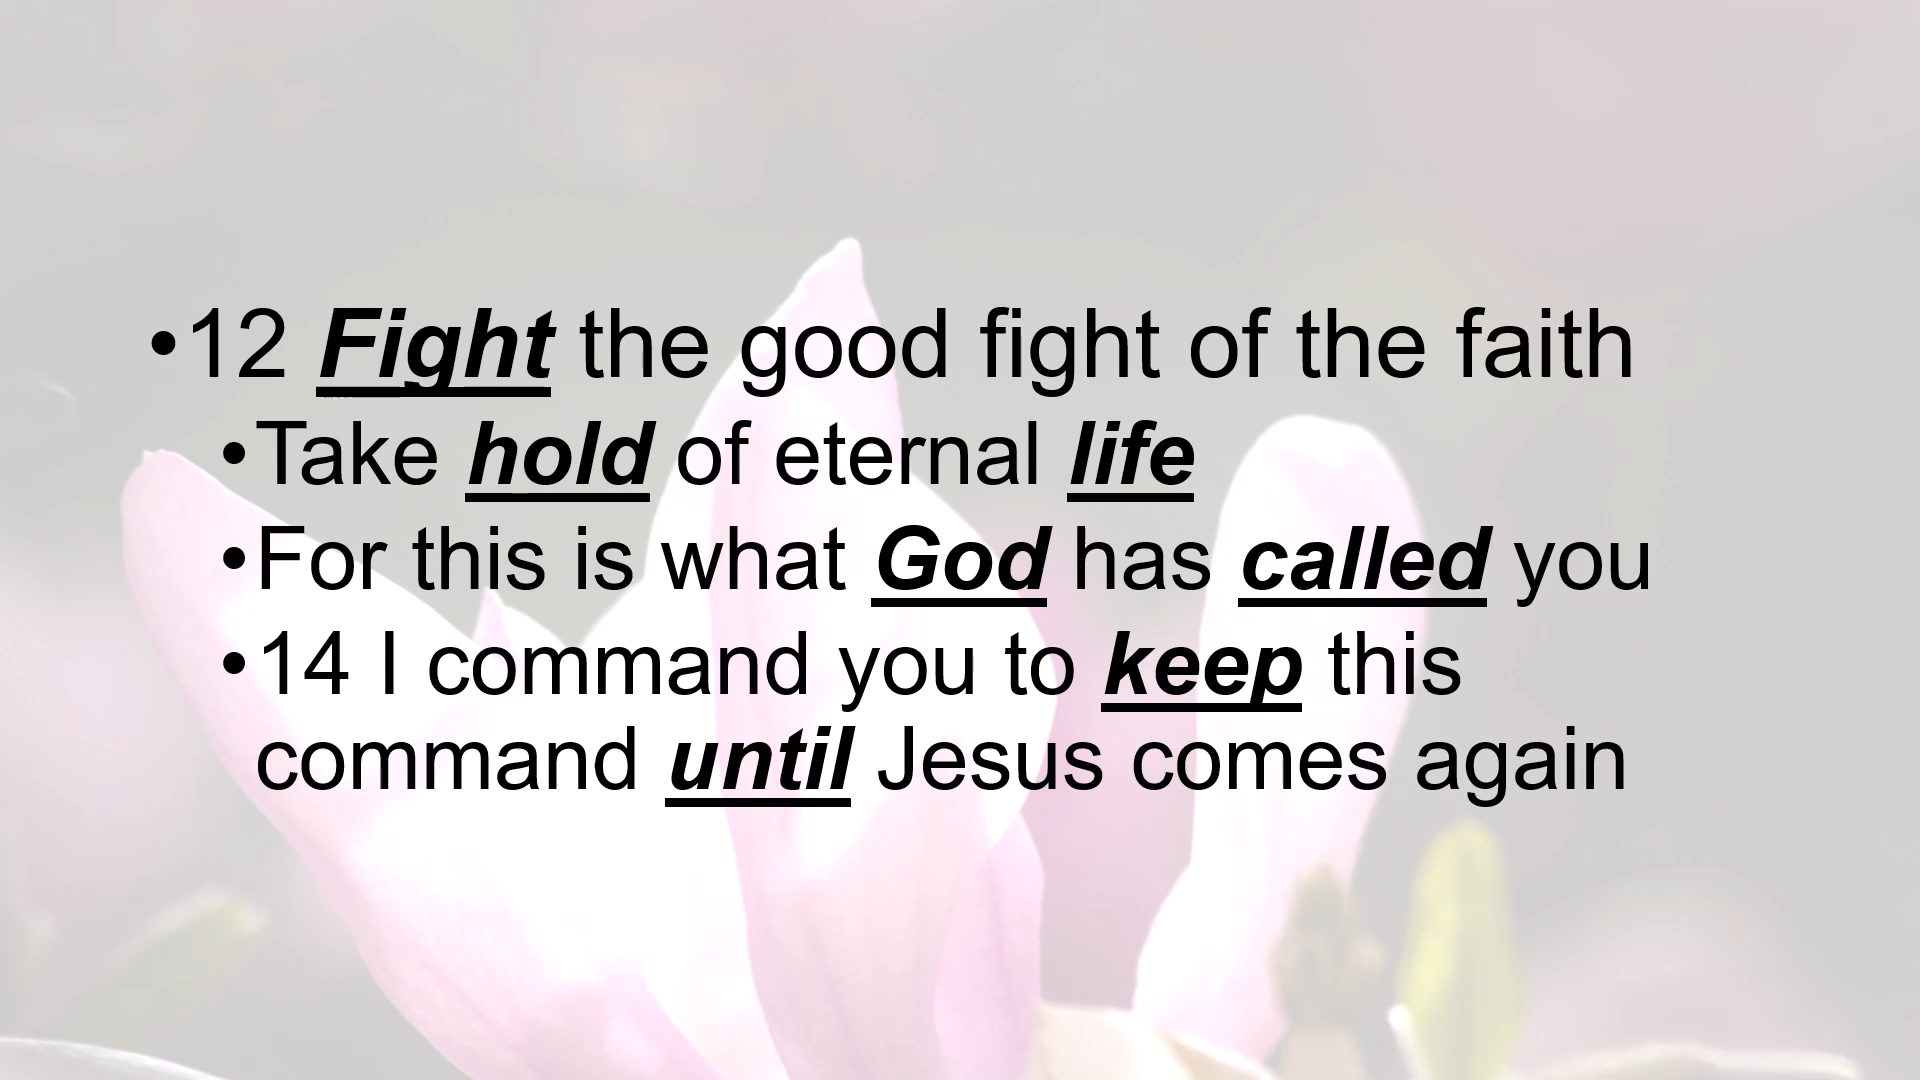 •12 Fight the good fight of the faith
•Take hold of eternal life
•For this is what God has called you
•14 I command you to keep this
command until Jesus comes again